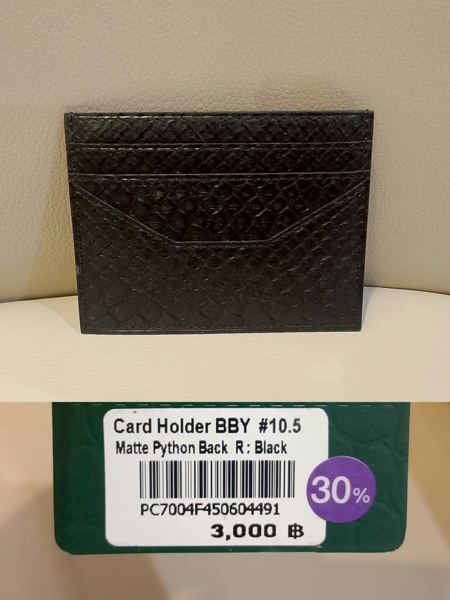 Card Holder BBY #10.5
Matte Python Back R : Black
PC7004F450604491
3,000 ฿
30%